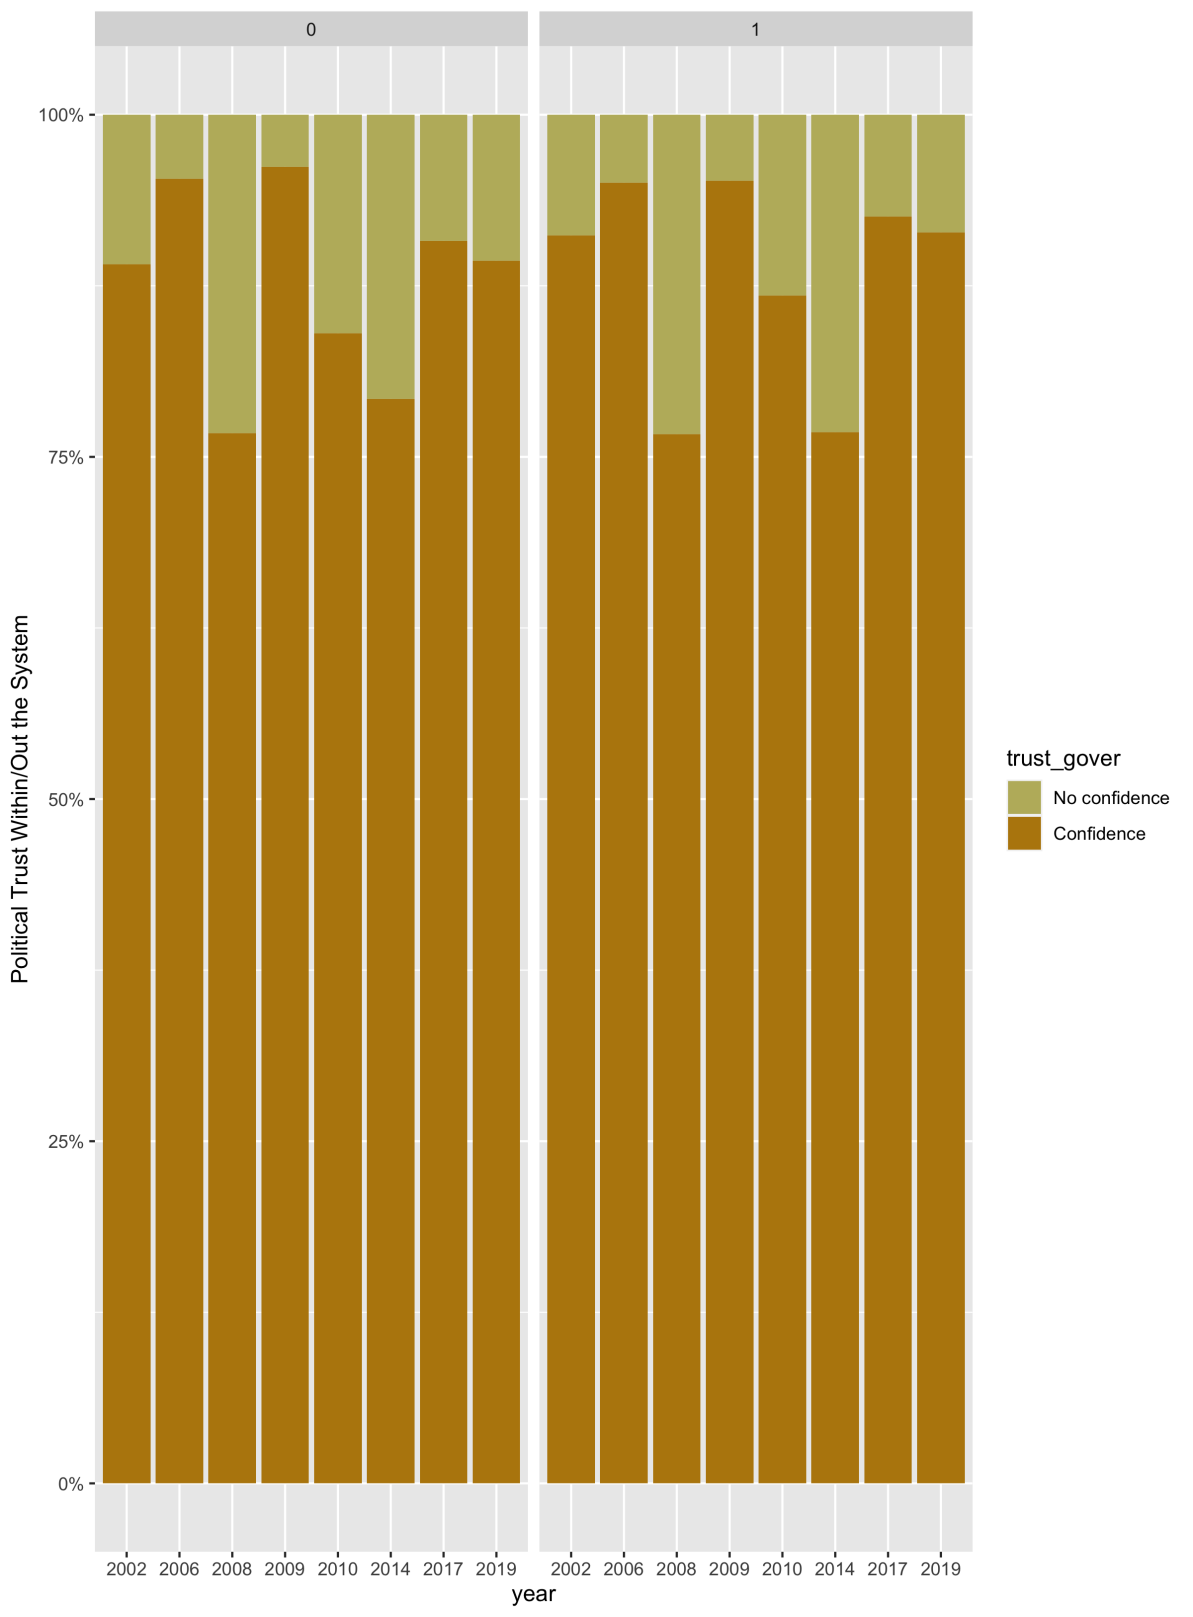 0
1
100%
75%
50%
25%
0%
Political Trust Within/Out the System
2002 2006 2008 2009 2010 2014 2017 2019
2002 2006 2008 2009 2010 2014 2017 2019
year
trust_gover
No confidence
Confidence